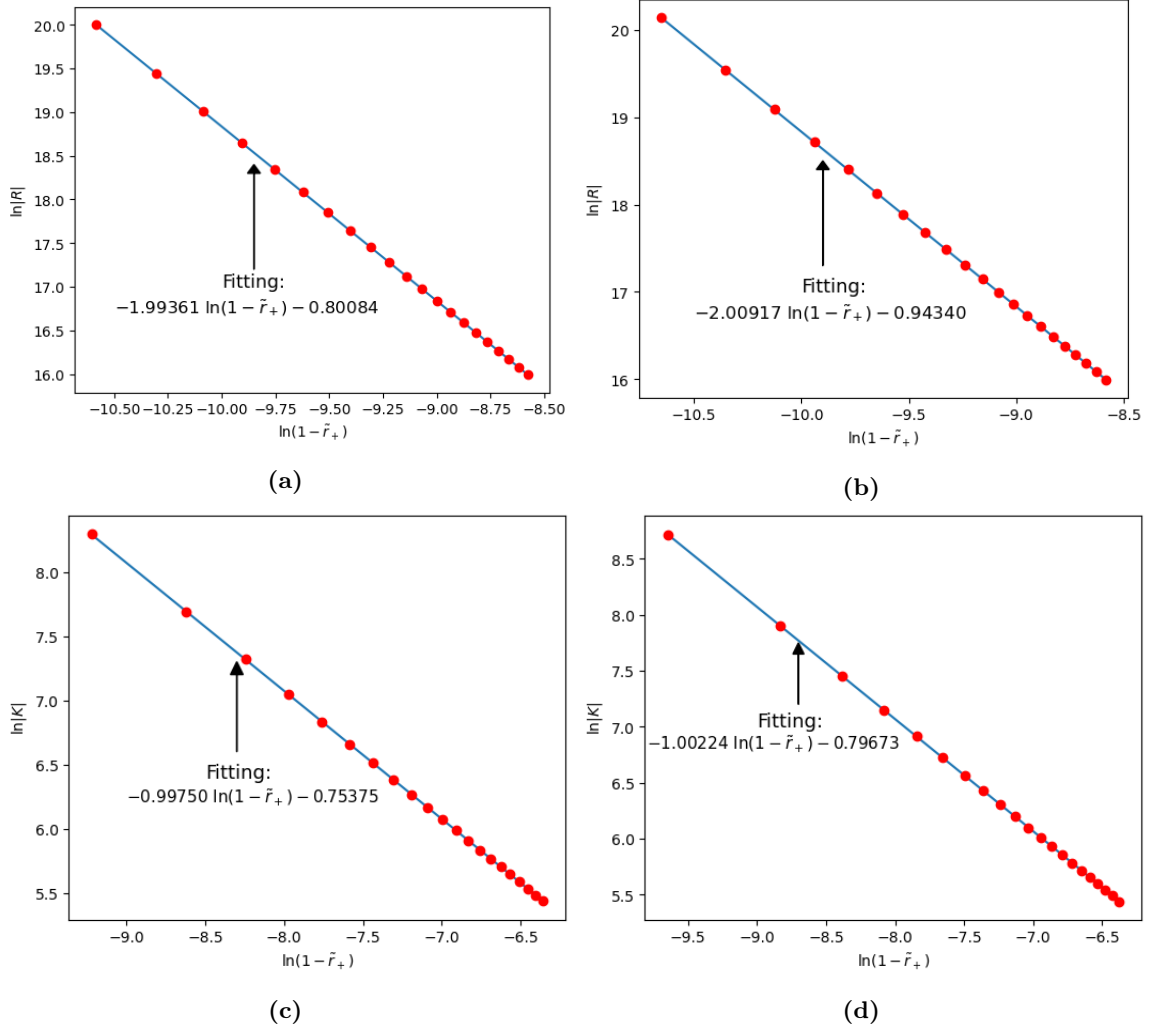 20.0
19.5
19.0
18.5
18.0
17.5
17.0
16.5
16.0
ln|R|
Fitting:
−1.99361 ln(1 − r̃₊) − 0.80084
−10.50 −10.25 −10.00 −9.75 −9.50 −9.25 −9.00 −8.75 −8.50
ln(1 − r̃₊)
(a)
20
19
18
17
16
ln|R|
Fitting:
−2.00917 ln(1 − r̃₊) − 0.94340
−10.5 −10.0 −9.5 −9.0 −8.5
ln(1 − r̃₊)
(b)
8.0
7.5
7.0
6.5
6.0
5.5
ln|K|
Fitting:
−0.99750 ln(1 − r̃₊) − 0.75375
−9.0 −8.5 −8.0 −7.5 −7.0 −6.5
ln(1 − r̃₊)
(c)
8.5
8.0
7.5
7.0
6.5
6.0
5.5
ln|K|
Fitting:
−1.00224 ln(1 − r̃₊) − 0.79673
−9.5 −9.0 −8.5 −8.0 −7.5 −7.0 −6.5
ln(1 − r̃₊)
(d)